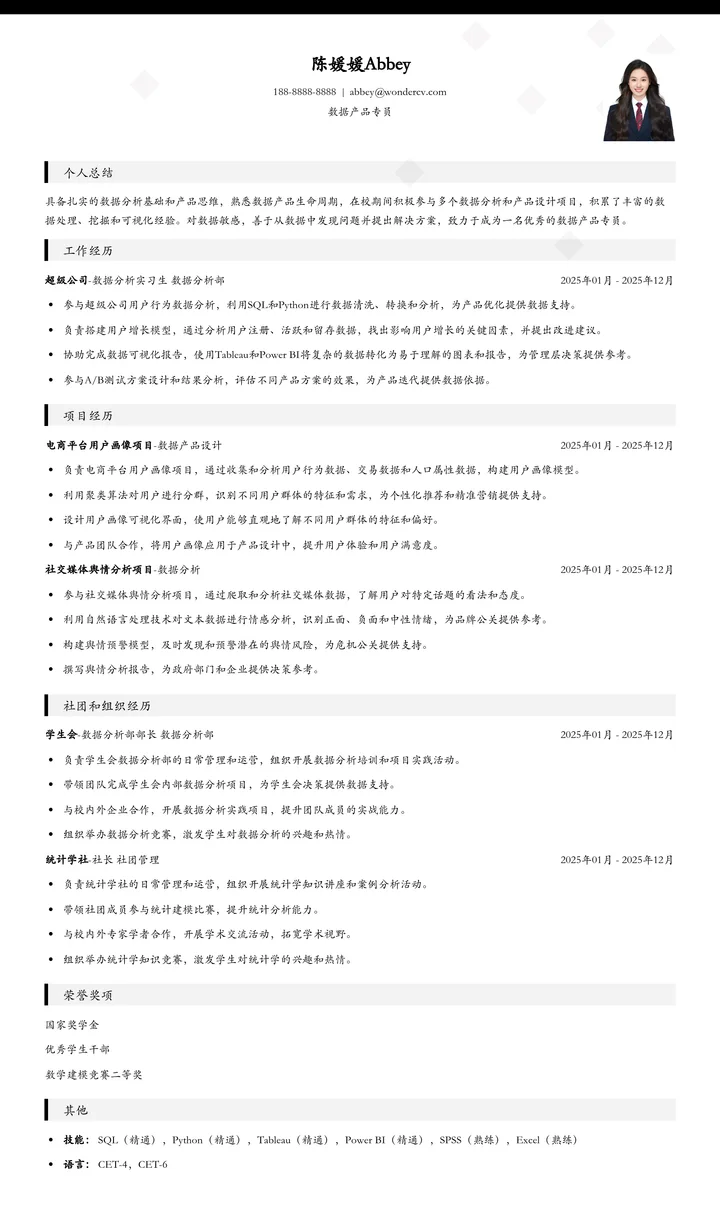 陈媛媛Abbey
188-8888-8888 | abbey@wondercv.com
数据产品专员
个人总结
具备扎实的数据分析基础和产品思维，熟悉数据产品生命周期，在校期间积极参与多个数据分析和产品设计项目，积累了丰富的数
据处理、挖掘和可视化经验。对数据敏感，善于从数据中发现问题并提出解决方案，致力于成为一名优秀的数据产品专员。
工作经历
超级公司-数据分析实习生 数据分析部 2025年01月 - 2025年12月
• 参与超级公司用户行为数据分析，利用SQL和Python进行数据清洗、转换和分析，为产品优化提供数据支持。
• 负责搭建用户增长模型，通过分析用户注册、活跃和留存数据，找出影响用户增长的关键因素，并提出改进建议。
• 协助完成数据可视化报告，使用Tableau和Power BI将复杂的数据转化为易于理解的图表和报告，为管理层决策提供参考。
• 参与A/B测试方案设计和结果分析，评估不同产品方案的效果，为产品迭代提供数据依据。
项目经历
电商平台用户画像项目-数据产品设计 2025年01月 - 2025年12月
• 负责电商平台用户画像项目，通过收集和分析用户行为数据、交易数据和人口属性数据，构建用户画像模型。
• 利用聚类算法对用户进行分群，识别不同用户群体的特征和需求，为个性化推荐和精准营销提供支持。
• 设计用户画像可视化界面，使用户能够直观地了解不同用户群体的特征和偏好。
• 与产品团队合作，将用户画像应用于产品设计中，提升用户体验和用户满意度。
社交媒体舆情分析项目-数据分析 2025年01月 - 2025年12月
• 参与社交媒体舆情分析项目，通过爬取和分析社交媒体数据，了解用户对特定话题的看法和态度。
• 利用自然语言处理技术对文本数据进行情感分析，识别正面、负面和中性情绪，为品牌公关提供参考。
• 构建舆情预警模型，及时发现和预警潜在的舆情风险，为危机公关提供支持。
• 撰写舆情分析报告，为政府部门和企业提供决策参考。
社团和组织经历
学生会-数据分析部部长 数据分析部 2025年01月 - 2025年12月
• 负责学生会数据分析部的日常管理和运营，组织开展数据分析培训和项目实践活动。
• 带领团队完成学生会内部数据分析项目，为学生会决策提供数据支持。
• 与校内外企业合作，开展数据分析实践项目，提升团队成员的实战能力。
• 组织举办数据分析竞赛，激发学生对数据分析的兴趣和热情。
统计学社-社长 社团管理 2025年01月 - 2025年12月
• 负责统计学社的日常管理和运营，组织开展统计学知识讲座和案例分析活动。
• 带领社团成员参与统计建模比赛，提升统计分析能力。
• 与校内外专家学者合作，开展学术交流活动，拓宽学术视野。
• 组织举办统计学知识竞赛，激发学生对统计学的兴趣和热情。
荣誉奖项
国家奖学金
优秀学生干部
数学建模竞赛二等奖
其他
• 技能： SQL（精通）, Python（精通）, Tableau（精通）, Power BI（精通）, SPSS（熟练）, Excel（熟练）
• 语言： CET-4，CET-6